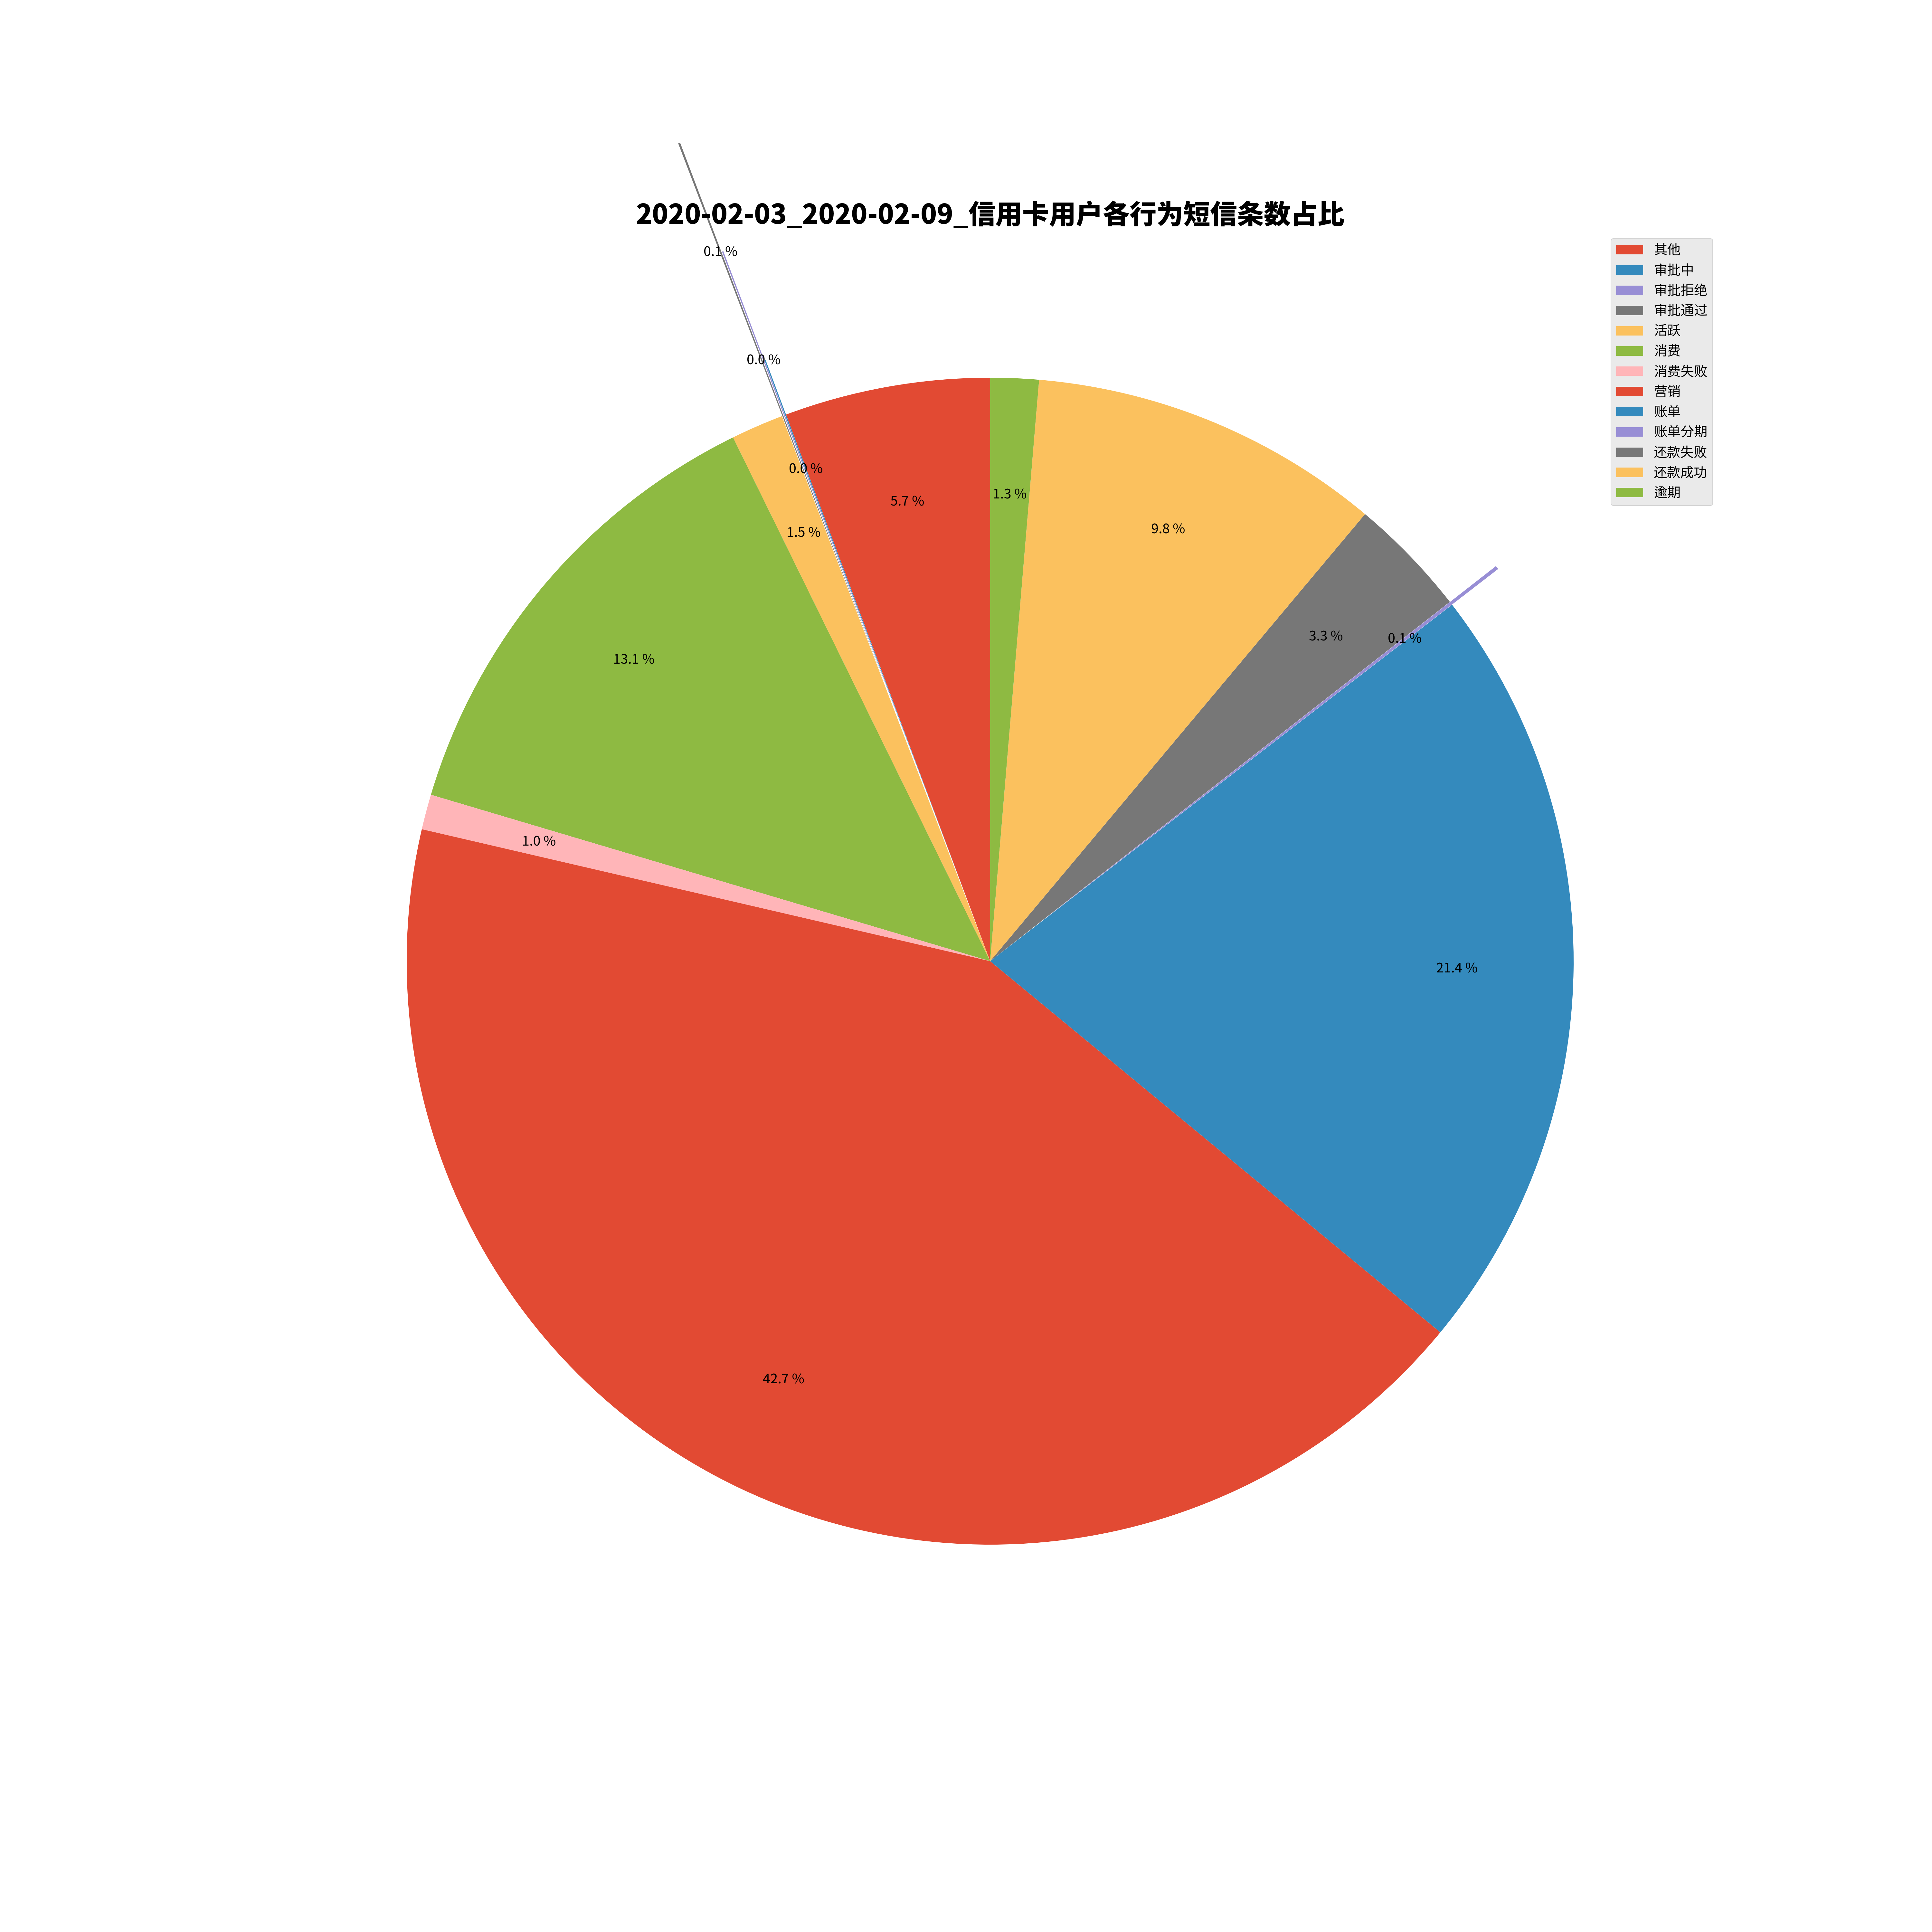 2020-02-03_2020-02-09_信用卡用户各行为短信条数占比
其他
审批中
审批拒绝
审批通过
活跃
消费
消费失败
营销
账单
账单分期
还款失败
还款成功
逾期
0.1 %
0.0 %
0.0 %
5.7 %
1.3 %
9.8 %
1.5 %
3.3 %
0.1 %
13.1 %
1.0 %
21.4 %
42.7 %